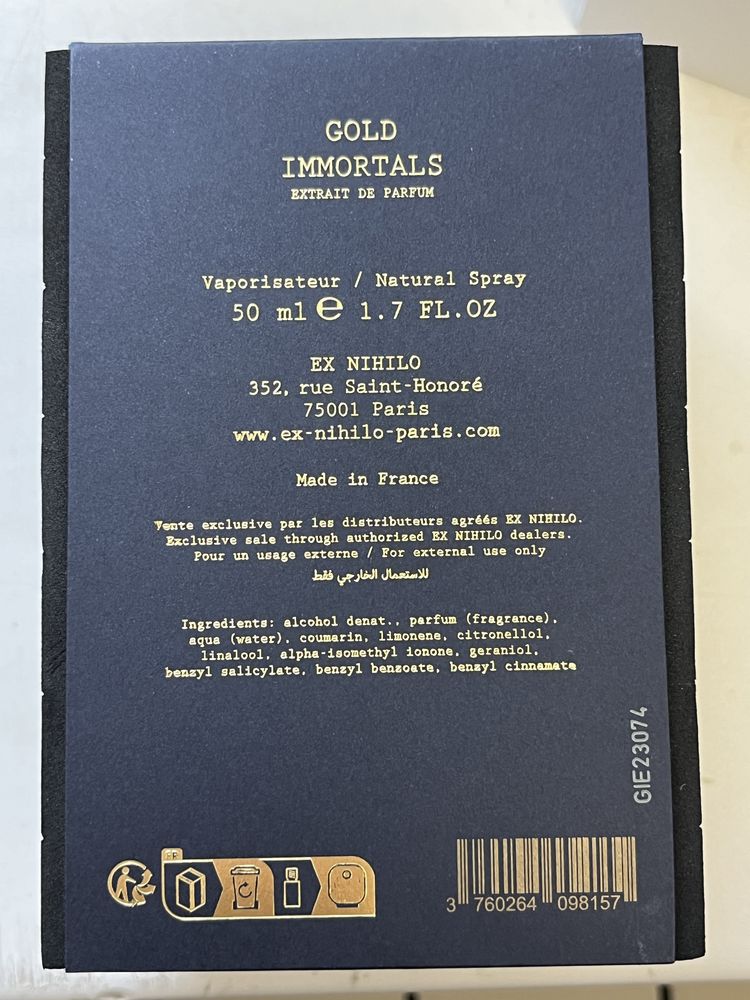 GOLD
IMMORTALS
EXTRAIT DE PARFUM
Vaporisateur / Natural Spray
50 ml ℮ 1.7 FL.OZ
EX NIHILO
352, rue Saint-Honoré
75001 Paris
www.ex-nihilo-paris.com
Made in France
Vente exclusive par les distributeurs agréés EX NIHILO.
Exclusive sale through authorized EX NIHILO dealers.
Pour un usage externe / For external use only
للاستعمال الخارجي فقط
Ingredients: alcohol denat., parfum (fragrance),
aqua (water), coumarin, limonene, citronellol,
linalool, alpha-isomethyl ionone, geraniol,
benzyl salicylate, benzyl benzoate, benzyl cinnamate
GIE23074
FR
3 760264 098157